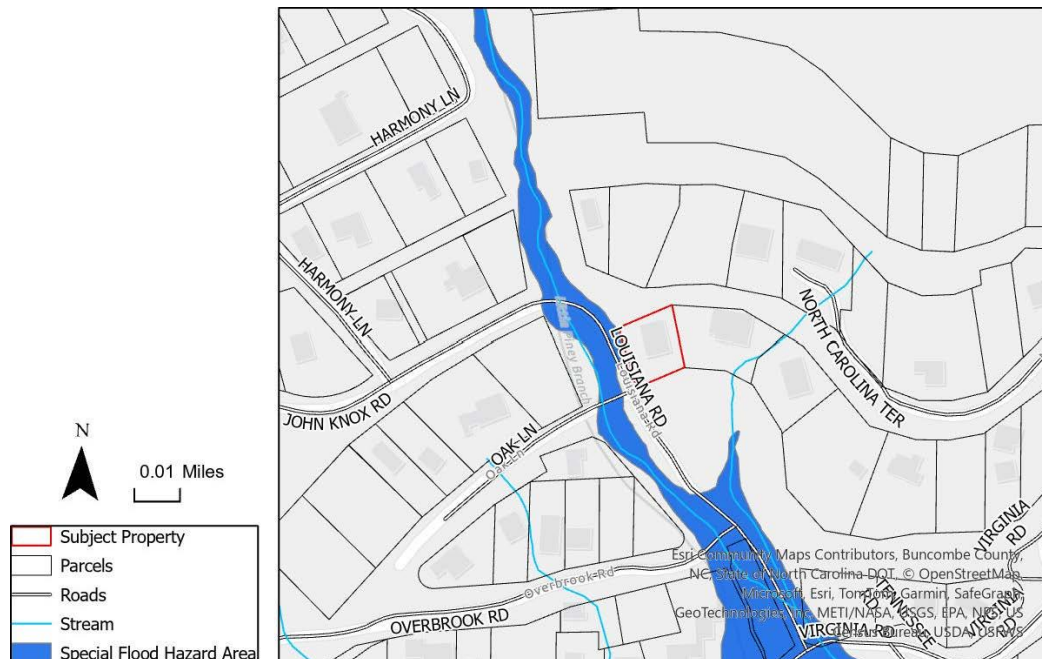 HARMONY LN
HARMONY LN
JOHN KNOX RD
OAK LN
Oak Ln
Piney Branch
LOUISIANA RD
Louisiana Rd
NORTH CAROLINA TER
Overbrook Rd
OVERBROOK RD
VIRGINIA RD
VIRGINIA RD
VIRGINIA RD
TENNESSEE RD
Esri Community Maps Contributors, Buncombe County,
NC, State of North Carolina DOT, © OpenStreetMap,
Microsoft, Esri, TomTom, Garmin, SafeGraph,
GeoTechnologies, Inc, METI/NASA, USGS, EPA, NPS, US
Census Bureau, USDA, USFWS
N
0.01 Miles
Subject Property
Parcels
Roads
Stream
Special Flood Hazard Area